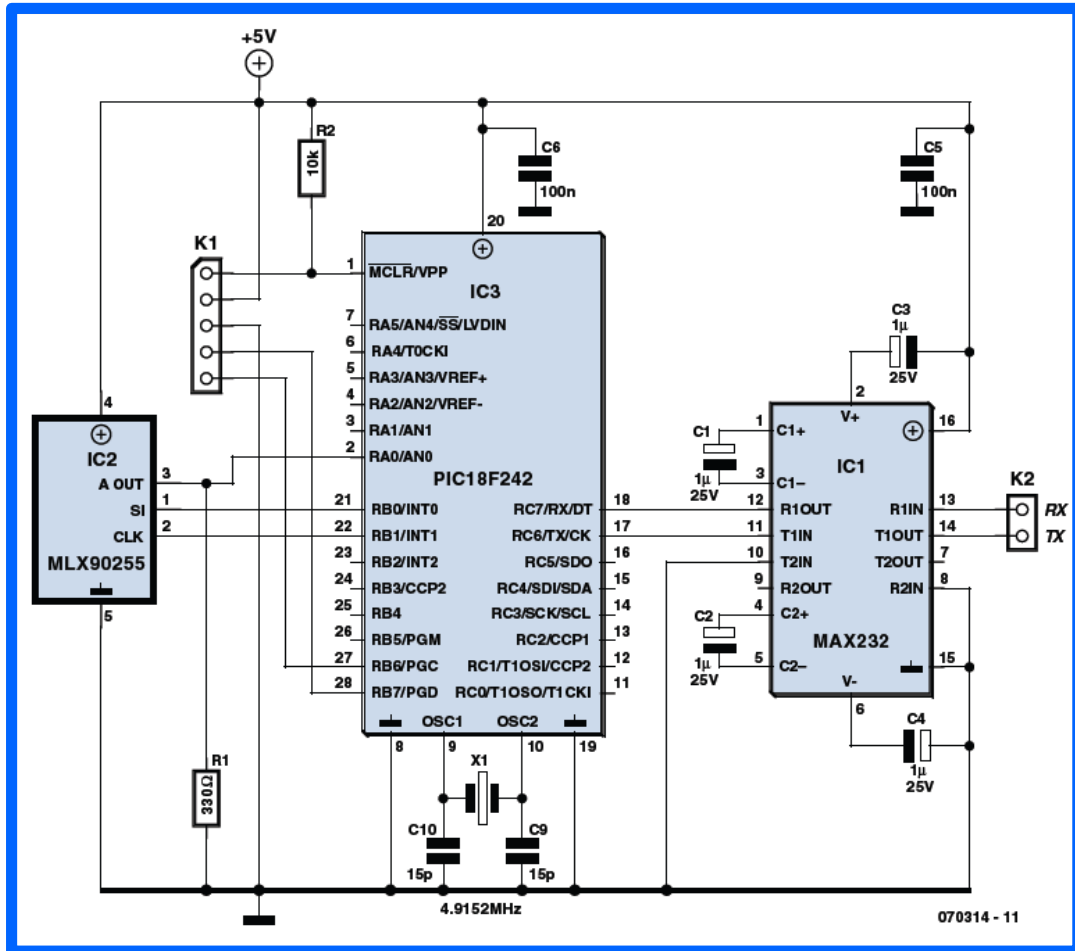 +5V
R2
10k
C6
100n
C5
100n
20
K1
1
MCLR/VPP
IC3
7
RA5/AN4/SS/LVDIN
6
RA4/T0CKI
5
RA3/AN3/VREF+
4
RA2/AN2/VREF-
3
RA1/AN1
2
RA0/AN0
PIC18F242
21
RB0/INT0
22
RB1/INT1
23
RB2/INT2
24
RB3/CCP2
25
RB4
26
RB5/PGM
27
RB6/PGC
28
RB7/PGD
RC7/RX/DT
18
RC6/TX/CK
17
RC5/SDO
16
RC4/SDI/SDA
15
RC3/SCK/SCL
14
RC2/CCP1
13
RC1/T1OSI/CCP2
12
RC0/T1OSO/T1CKI
11
OSC1
OSC2
8
9
10
19
4
IC2
A OUT
3
SI
1
CLK
2
MLX90255
5
R1
330Ω
X1
C10
15p
C9
15p
4.9152MHz
C3
1µ
25V
2
V+
C1
1µ
25V
1
C1+
3
C1–
IC1
16
12
R1OUT
11
T1IN
10
T2IN
9
R2OUT
4
C2+
5
C2–
C2
1µ
25V
R1IN
13
T1OUT
14
T2OUT
7
R2IN
8
MAX232
15
V-
6
C4
1µ
25V
K2
RX
TX
070314 - 11